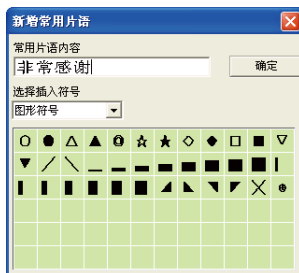 新增常用片语
常用片语内容
非常感谢
确定
选择插入符号
图形符号
○ ● △ ▲ ◎ ☆ ★ ◇ ◆ □ ■ ▽
▼ ╱ ╲ ▁ ▂ ▃ ▄ ▅ ▆ ▇ █ ▏
▎ ▍ ▌ ▋ ▊ ▉ ◢ ◣ ◥ ◤ ╳ ☻